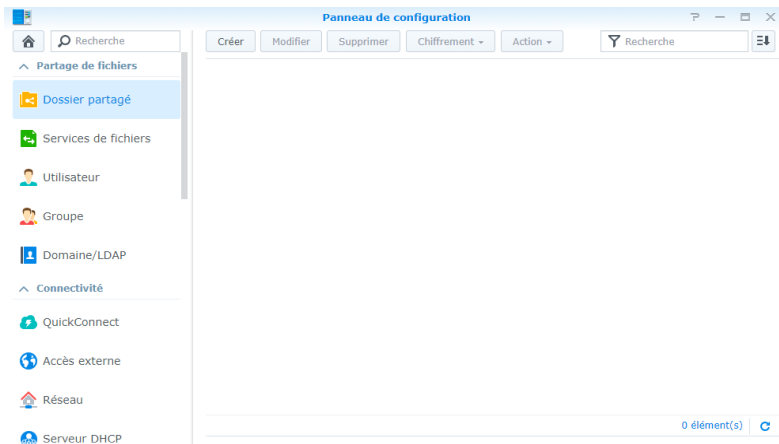 Panneau de configuration
Recherche
Créer Modifier Supprimer Chiffrement Action Recherche
Partage de fichiers
Dossier partagé
Services de fichiers
Utilisateur
Groupe
Domaine/LDAP
Connectivité
QuickConnect
Accès externe
Réseau
Serveur DHCP
0 élément(s)